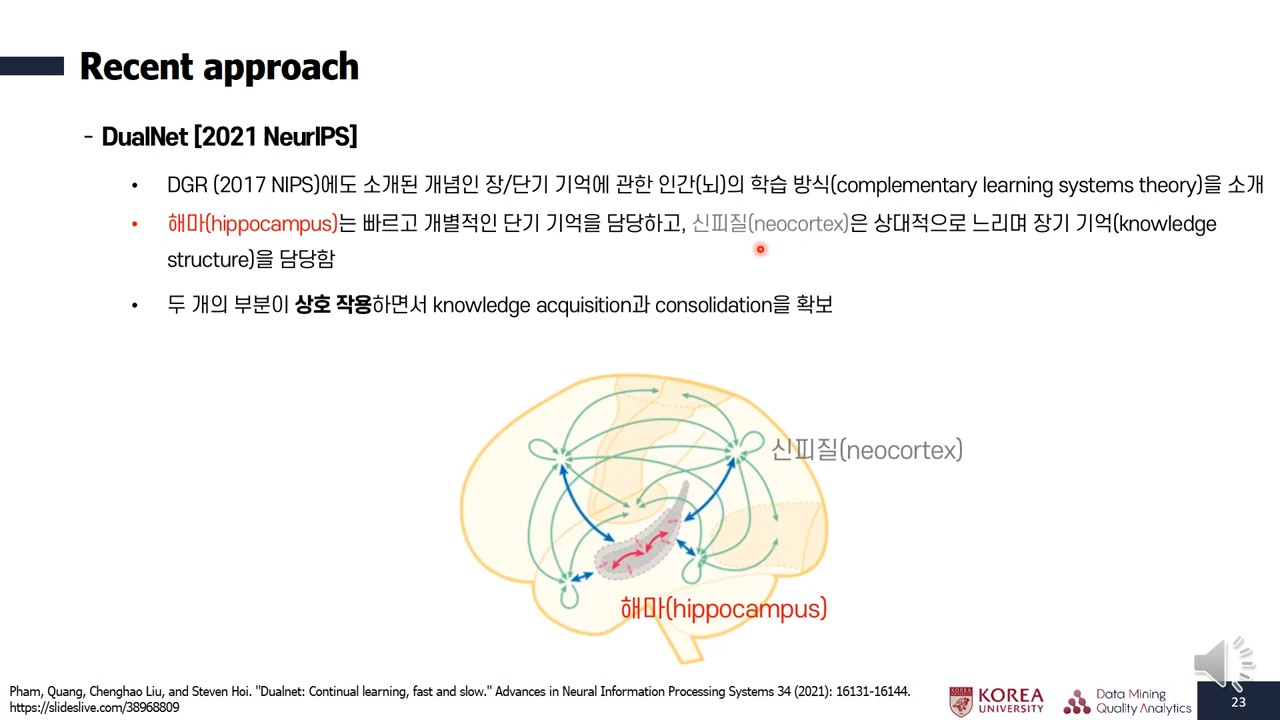 Recent approach
- DualNet [2021 NeurIPS]
• DGR (2017 NIPS)에도 소개된 개념인 장/단기 기억에 관한 인간(뇌)의 학습 방식(complementary learning systems theory)을 소개
• 해마(hippocampus)는 빠르고 개별적인 단기 기억을 담당하고, 신피질(neocortex)은 상대적으로 느리며 장기 기억(knowledge
structure)을 담당함
• 두 개의 부분이 상호 작용하면서 knowledge acquisition과 consolidation을 확보
신피질(neocortex)
해마(hippocampus)
Pham, Quang, Chenghao Liu, and Steven Hoi. "Dualnet: Continual learning, fast and slow." Advances in Neural Information Processing Systems 34 (2021): 16131-16144.
https://slideslive.com/38968809
KOREA
UNIVERSITY
Data Mining
Quality Analytics
23